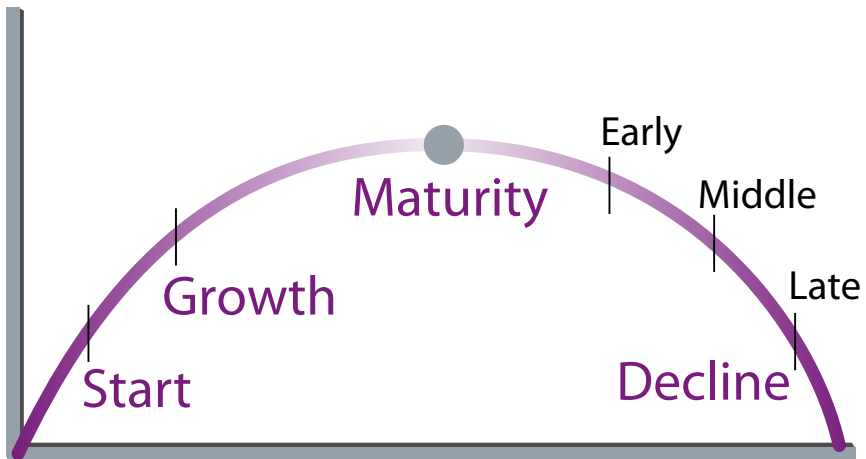 Early
Maturity
Middle
Growth
Late
Start
Decline